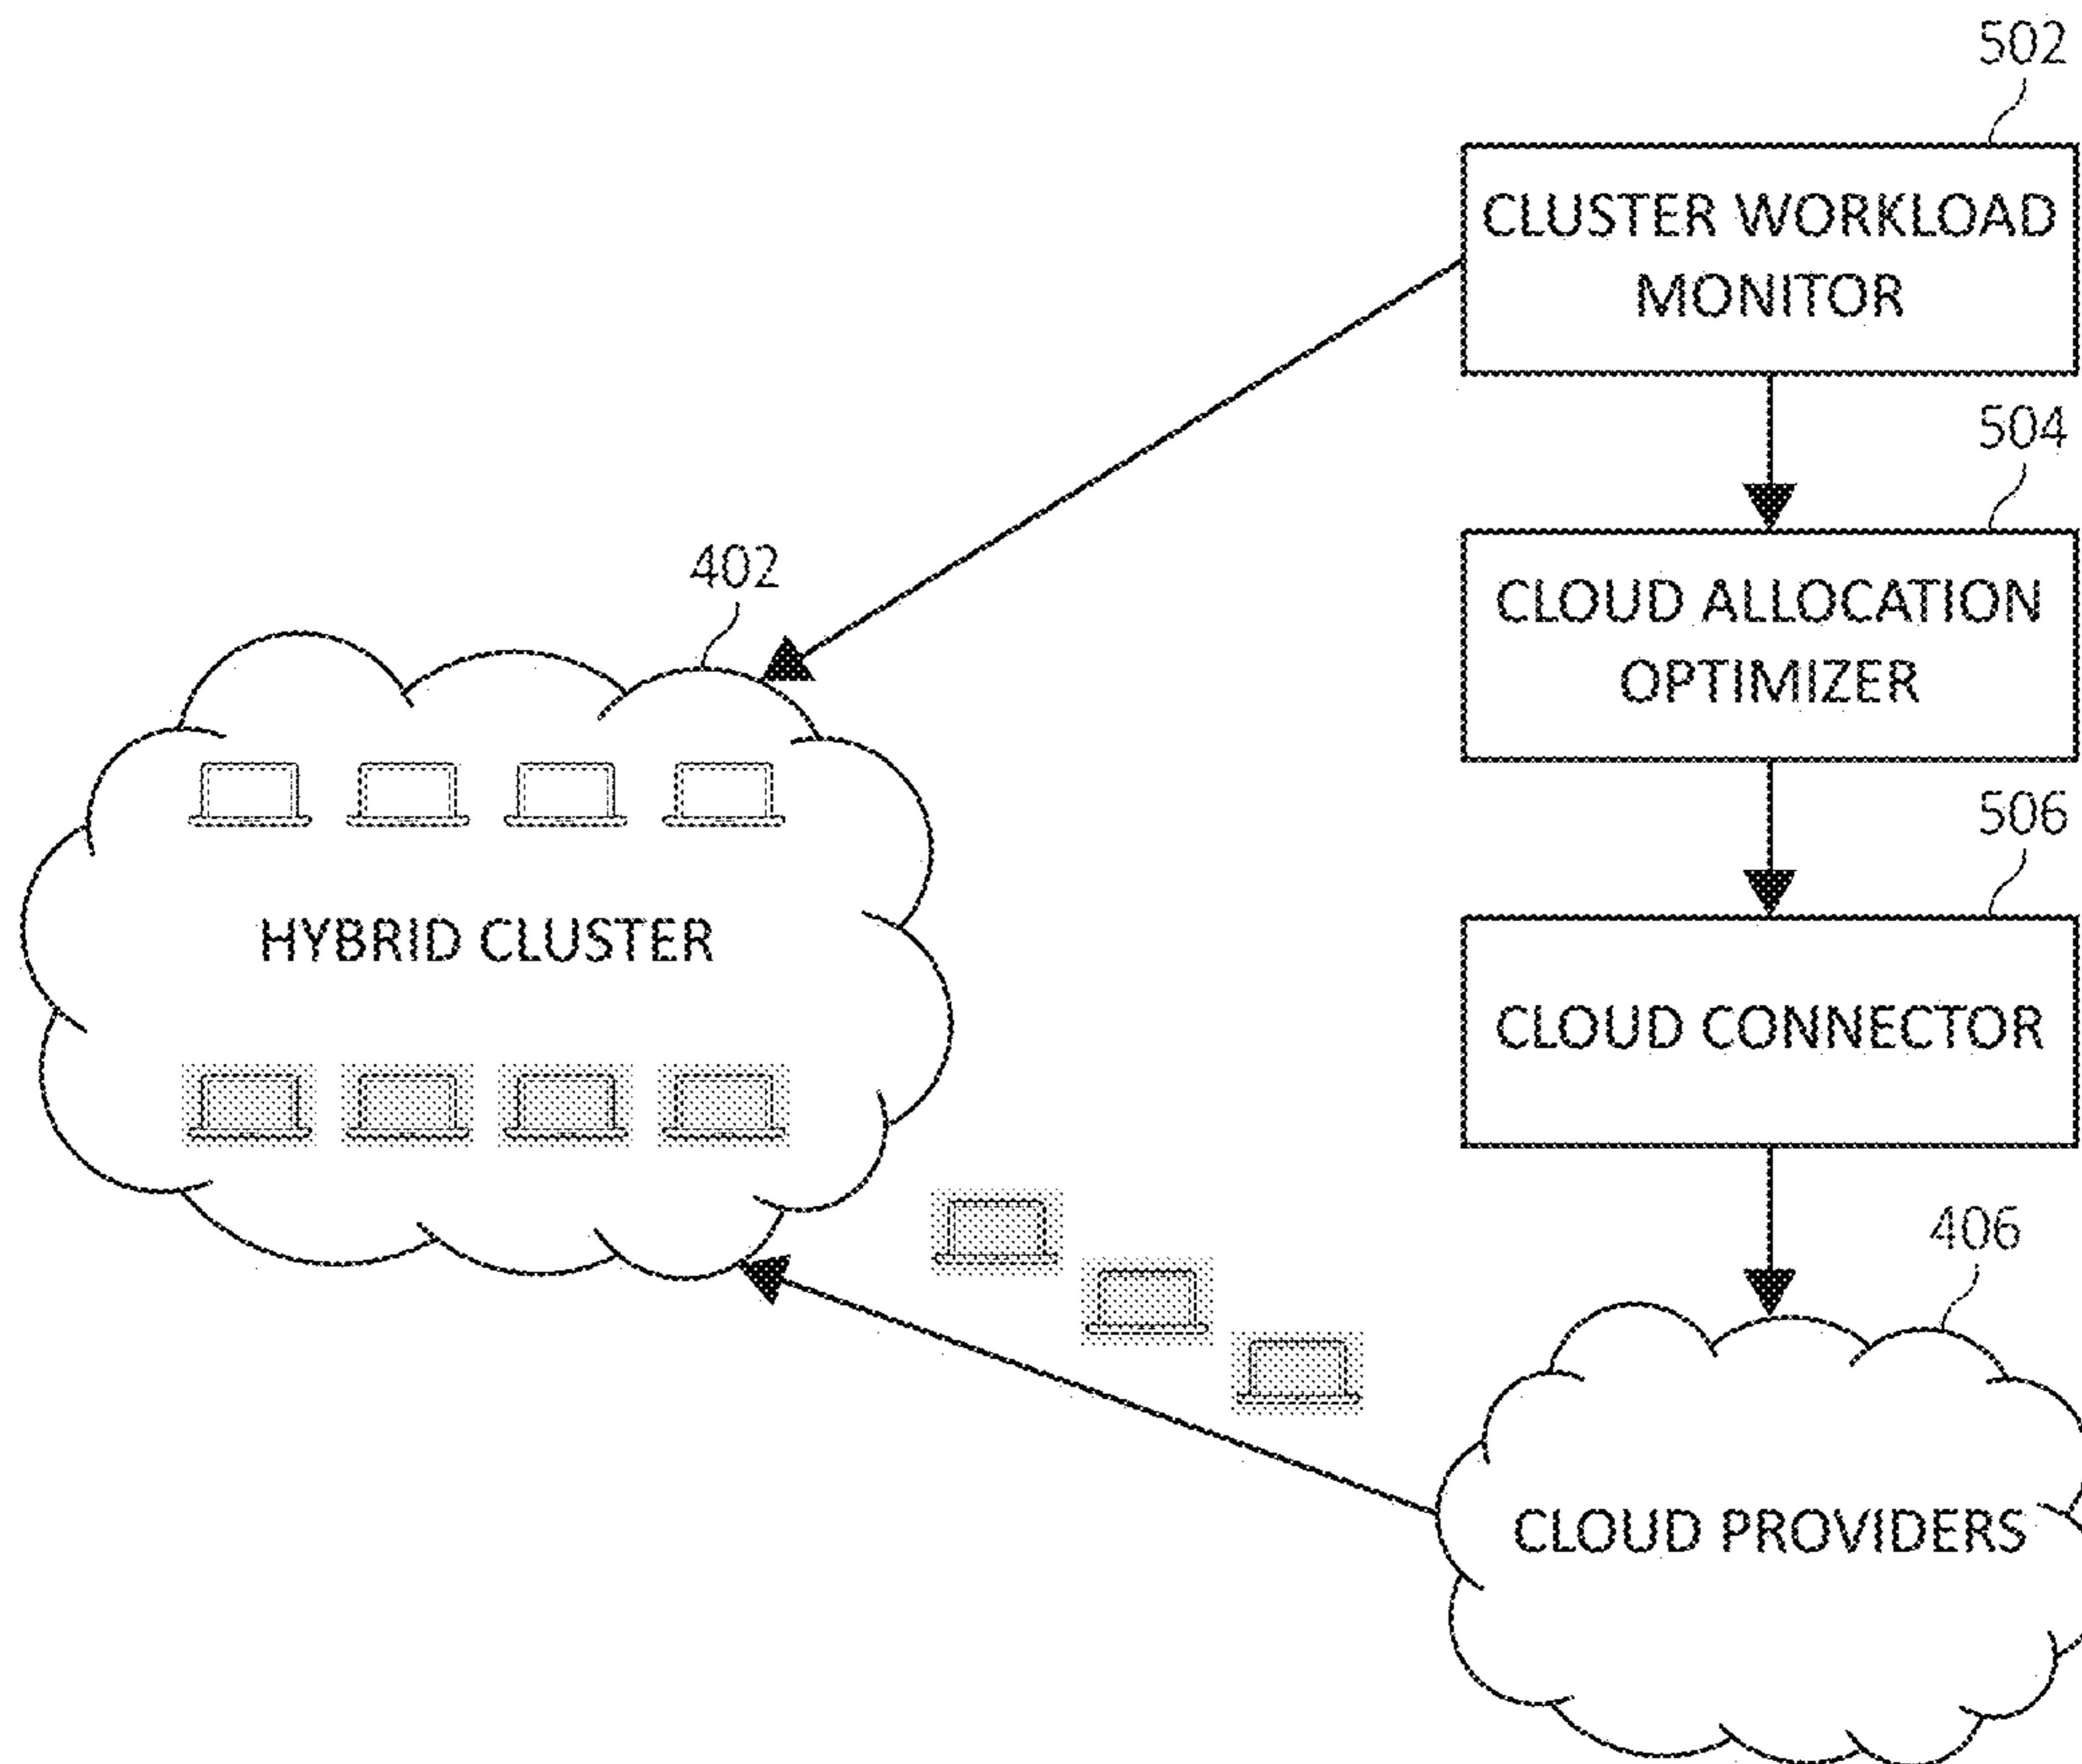 502
CLUSTER WORKLOAD
MONITOR
504
CLOUD ALLOCATION
OPTIMIZER
402
506
HYBRID CLUSTER
CLOUD CONNECTOR
406
CLOUD PROVIDERS